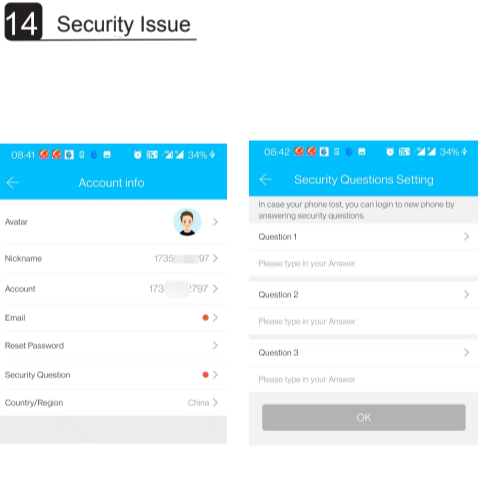 14 Security Issue
08:41 34%
Account info
Avatar
Nickname 1735 97
Account 173 1797
Email
Reset Password
Security Question
Country/Region China
08:42 34%
Security Questions Setting
In case your phone lost, you can login to new phone by
answering security questions.
Question 1
Please type in your Answer
Question 2
Please type in your Answer
Question 3
Please type in your Answer
OK